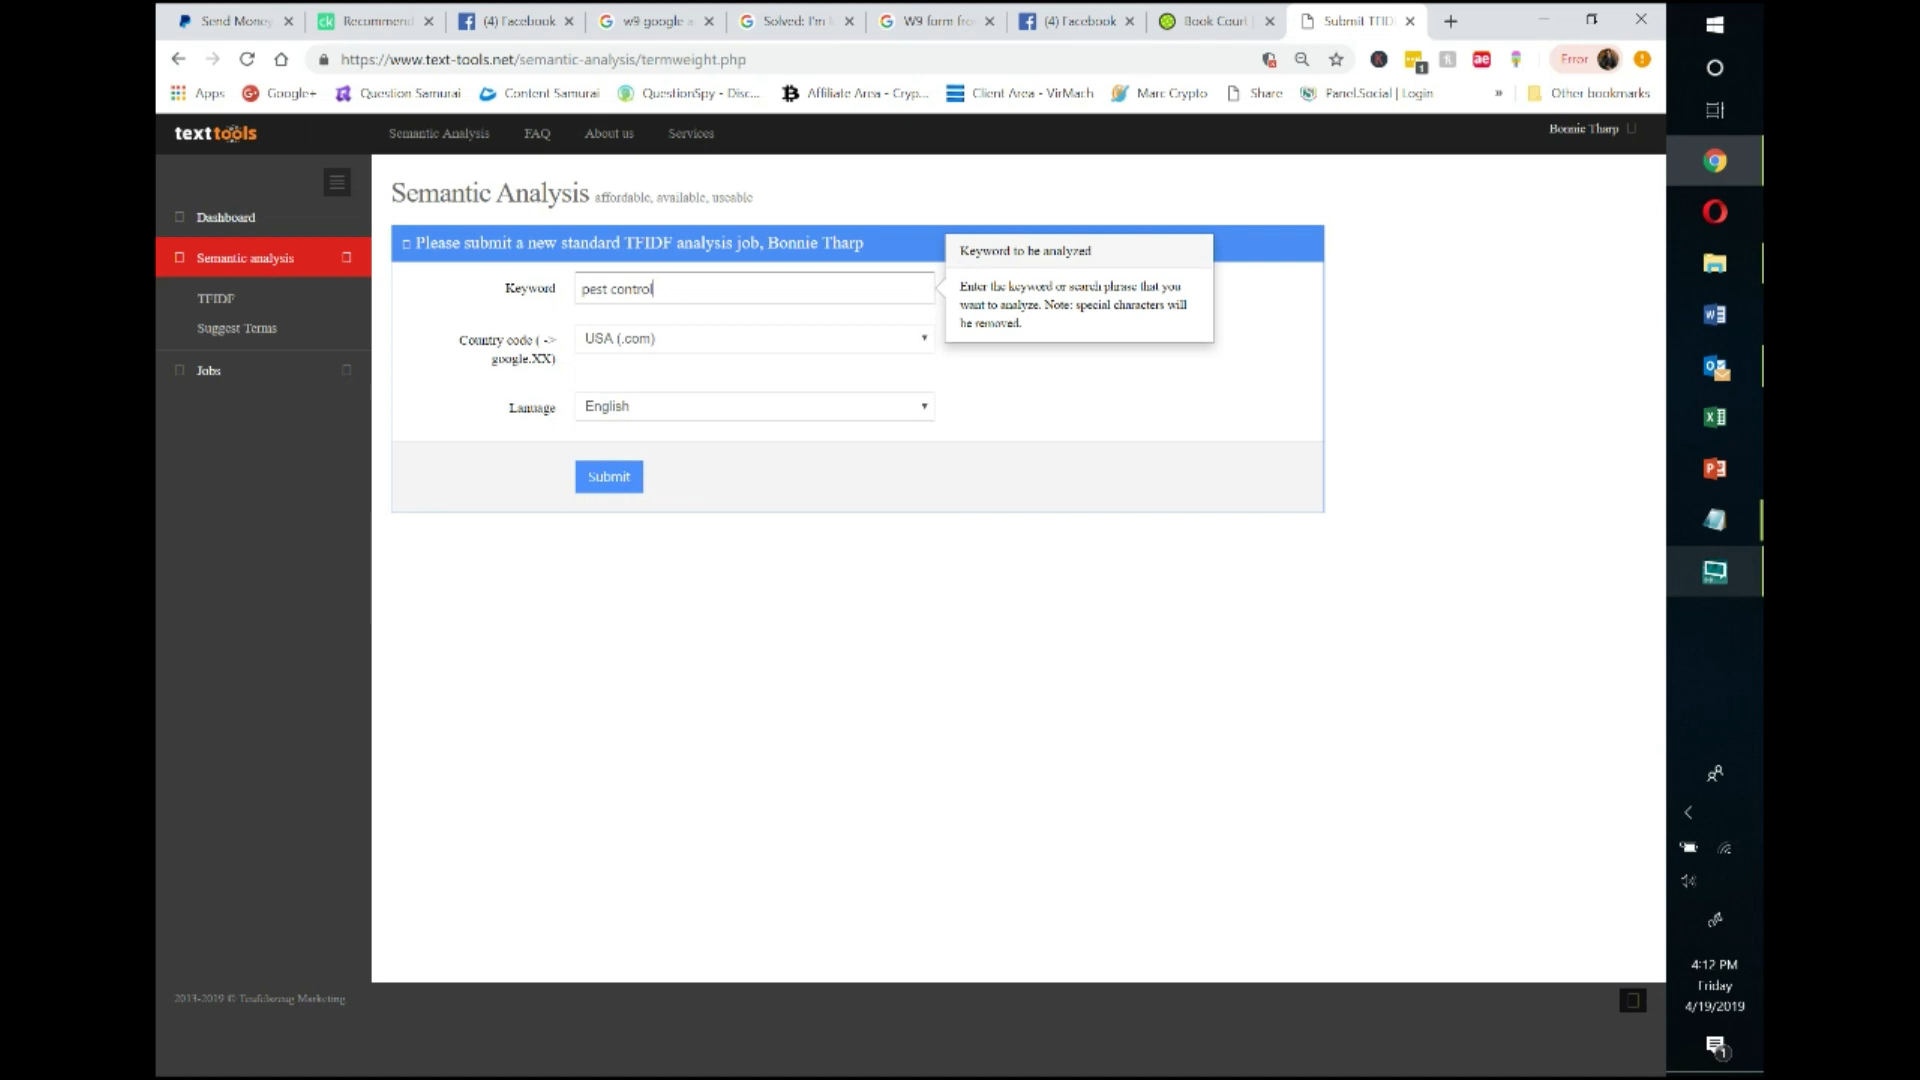 Send Money
Recommend
(4) Facebook
w9 google a
Solved: I'm
W9 form fro
(4) Facebook
Book Court
Submit TFID
https://www.text-tools.net/semantic-analysis/termweight.php
Error
Apps
Google+
Question Samurai
Content Samurai
QuestionSpy - Disc...
Affiliate Area - Cryp...
Client Area - VirMach
Marc Crypto
Share
Panel.Social | Login
»
Other bookmarks
texttools
Semantic Analysis
FAQ
About us
Services
Bonnie Tharp
Dashboard
Semantic analysis
TFIDF
Suggest Terms
Jobs
Semantic Analysis affordable, available, useable
Please submit a new standard TFIDF analysis job, Bonnie Tharp
Keyword
pest control
Keyword to be analyzed
Enter the keyword or search phrase that you
want to analyze. Note: special characters will
be removed.
Country code ( ->
google.XX)
USA (.com)
Lanuage
English
Submit
4:12 PM
Friday
4/19/2019
1
2013-2019 ©
Marketing